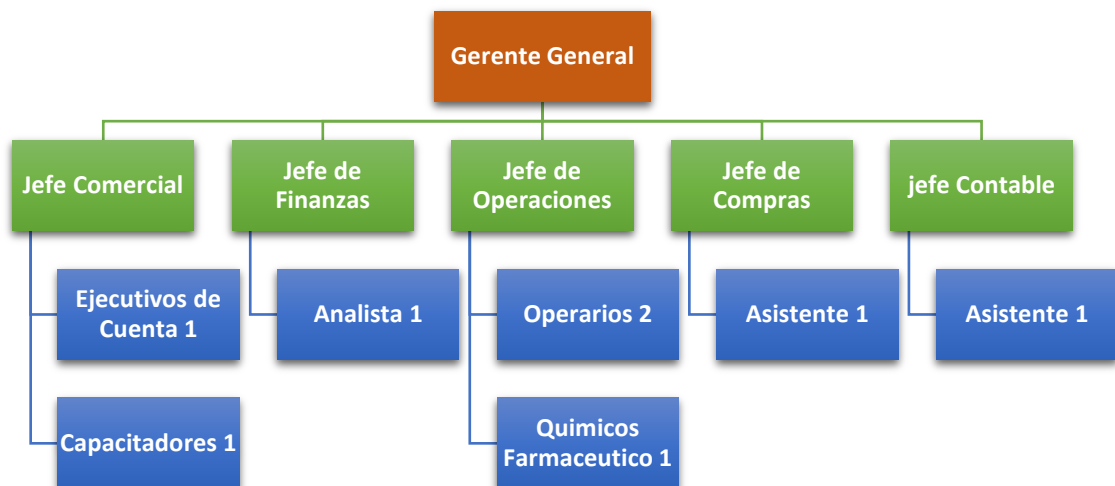 Gerente General
Jefe Comercial
Jefe de
Finanzas
Jefe de
Operaciones
Jefe de
Compras
jefe Contable
Ejecutivos de
Cuenta 1
Analista 1
Operarios 2
Asistente 1
Asistente 1
Capacitadores 1
Quimicos
Farmaceutico 1